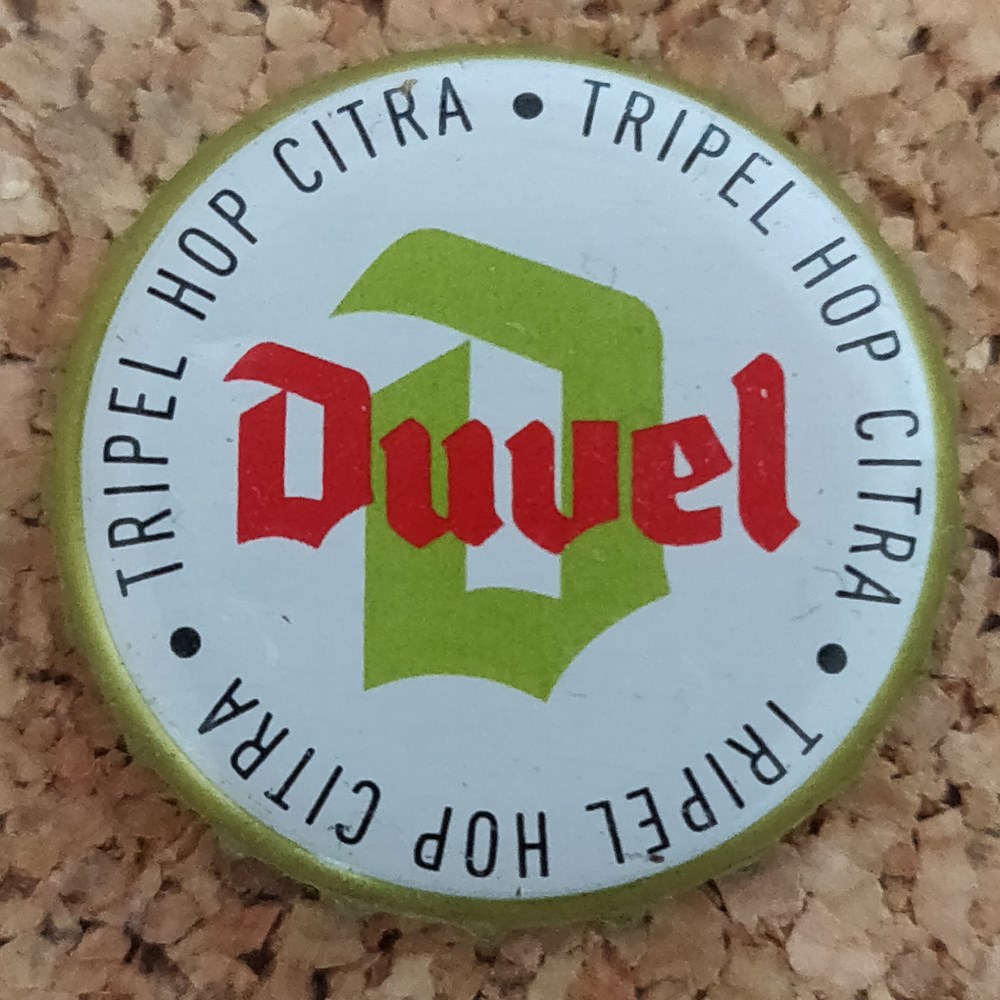 TRIPEL HOP CITRA • TRIPEL HOP CITRA • TRIPEL HOP CITRA •
D
Duvel